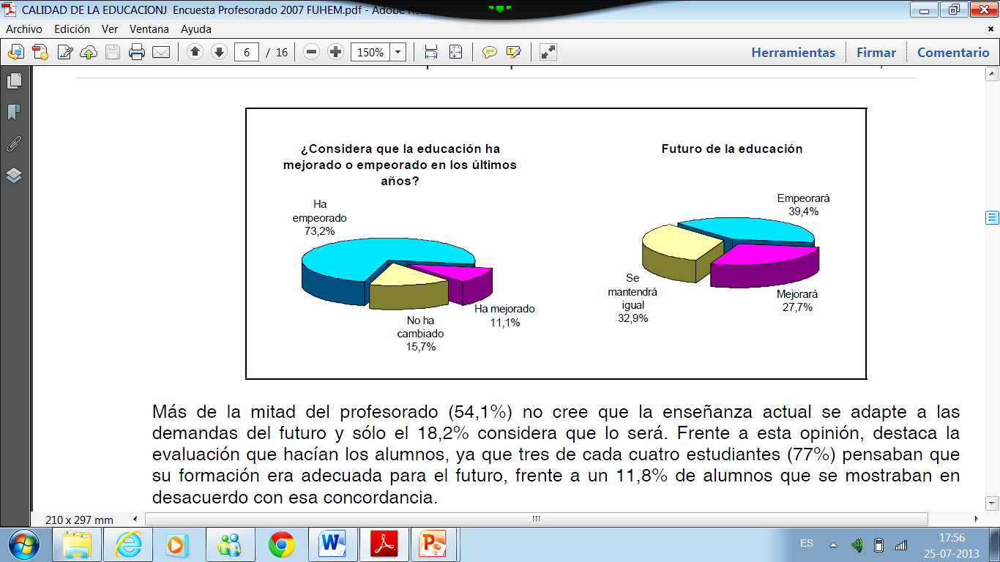 CALIDAD DE LA EDUCACIONJ Encuesta Profesorado 2007 FUHEM.pdf - Adobe Reader
Archivo Edición Ver Ventana Ayuda
6 / 16 150% Herramientas Firmar Comentario
¿Considera que la educación ha
mejorado o empeorado en los últimos
años?
Ha
empeorado
73,2%
No ha
cambiado
15,7%
Ha mejorado
11,1%
Futuro de la educación
Empeorará
39,4%
Se
mantendrá
igual
32,9%
Mejorará
27,7%
Más de la mitad del profesorado (54,1%) no cree que la enseñanza actual se adapte a las
demandas del futuro y sólo el 18,2% considera que lo será. Frente a esta opinión, destaca la
evaluación que hacían los alumnos, ya que tres de cada cuatro estudiantes (77%) pensaban que
su formación era adecuada para el futuro, frente a un 11,8% de alumnos que se mostraban en
desacuerdo con esa concordancia.
210 x 297 mm
ES
17:56
25-07-2013